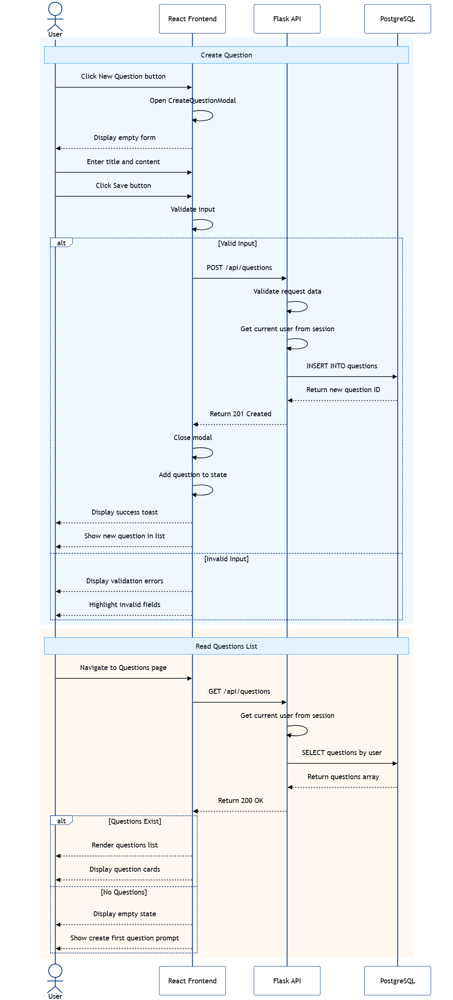 User
React Frontend
Flask API
PostgreSQL
Create Question
Click New Question button
Open CreateQuestionModal
Display empty form
Enter title and content
Click Save button
Validate input
alt
[Valid Input]
POST /api/questions
Validate request data
Get current user from session
INSERT INTO questions
Return new question ID
Return 201 Created
Close modal
Add question to state
Display success toast
Show new question in list
[Invalid Input]
Display validation errors
Highlight invalid fields
Read Questions List
Navigate to Questions page
GET /api/questions
Get current user from session
SELECT questions by user
Return questions array
Return 200 OK
alt
[Questions Exist]
Render questions list
Display question cards
[No Questions]
Display empty state
Show create first question prompt
User
React Frontend
Flask API
PostgreSQL